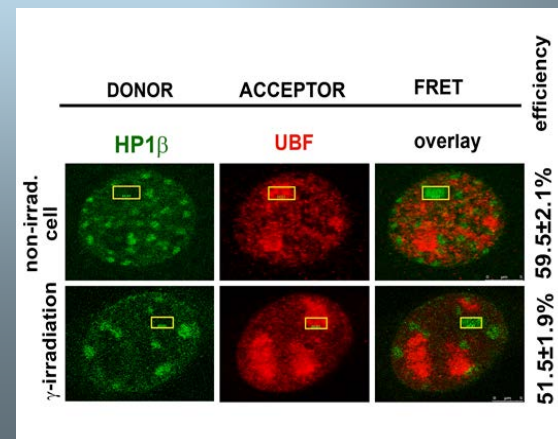 DONOR ACCEPTOR FRET efficiency
HP1β UBF overlay
non-irrad.
cell
59.5±2.1%
γ-irradiation
51.5±1.9%